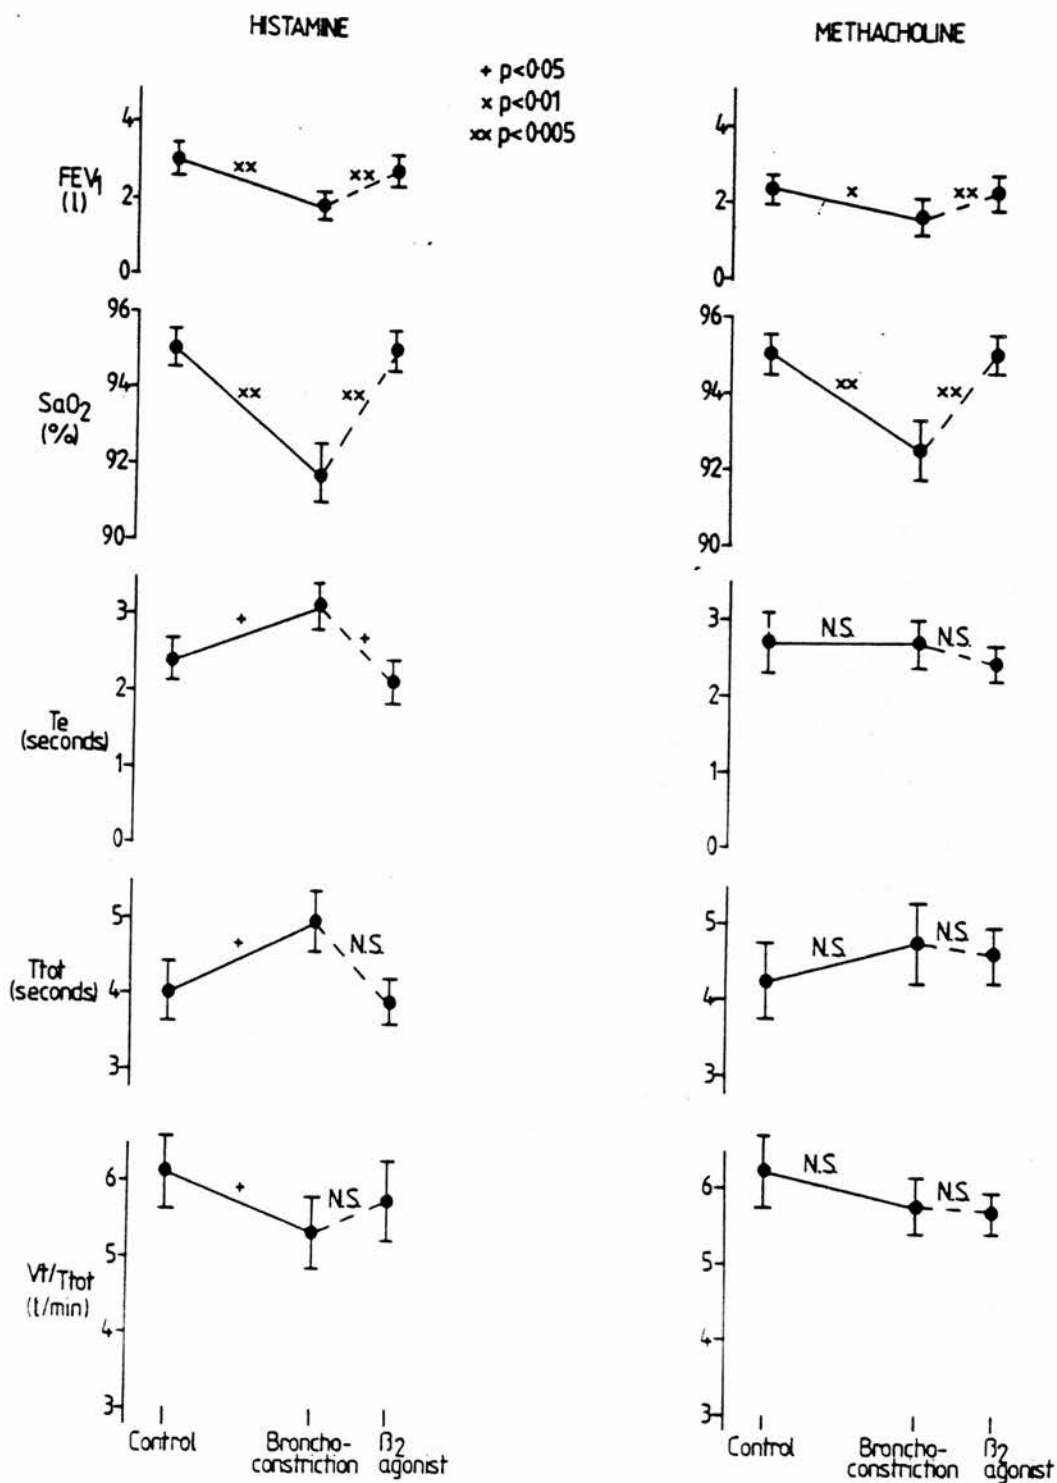 HISTAMINE
METHACHOLINE
+ p<0·05
× p<0·01
×× p<0·005
FEV1
(l)
4
2
0
××
××
4
2
0
×
××
SaO2
(%)
96
94
92
90
××
××
96
94
92
90
××
××
Te
(seconds)
3
2
1
0
+
+
3
2
1
0
N.S.
N.S.
Ttot
(seconds)
5
4
3
+
N.S.
5
4
3
N.S.
N.S.
Vt/Ttot
(l/min)
6
5
4
3
+
N.S.
6
5
4
3
N.S.
N.S.
Control
Broncho-
constriction
β2
agonist
Control
Broncho-
constriction
β2
agonist